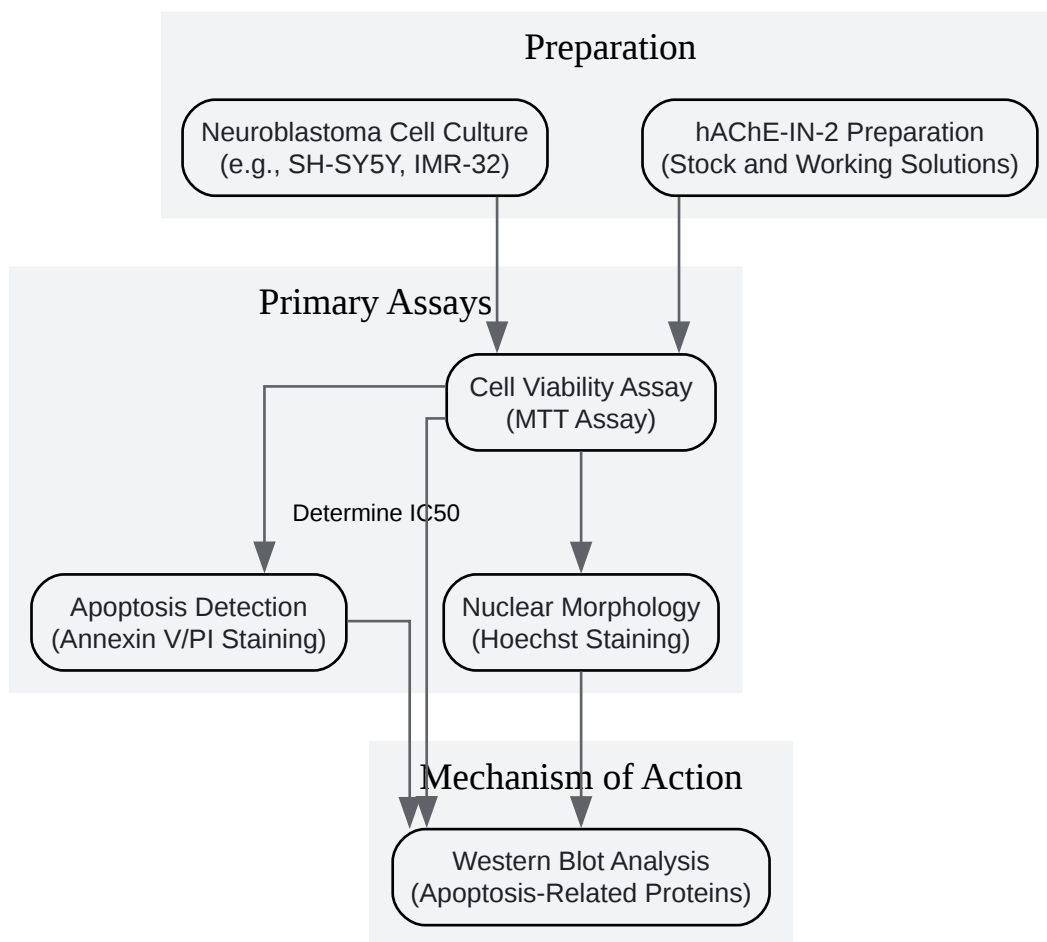 Preparation
Neuroblastoma Cell Culture
(e.g., SH-SY5Y, IMR-32)
hAChE-IN-2 Preparation
(Stock and Working Solutions)
Primary Assays
Cell Viability Assay
(MTT Assay)
Determine IC50
Apoptosis Detection
(Annexin V/PI Staining)
Nuclear Morphology
(Hoechst Staining)
Mechanism of Action
Western Blot Analysis
(Apoptosis-Related Proteins)